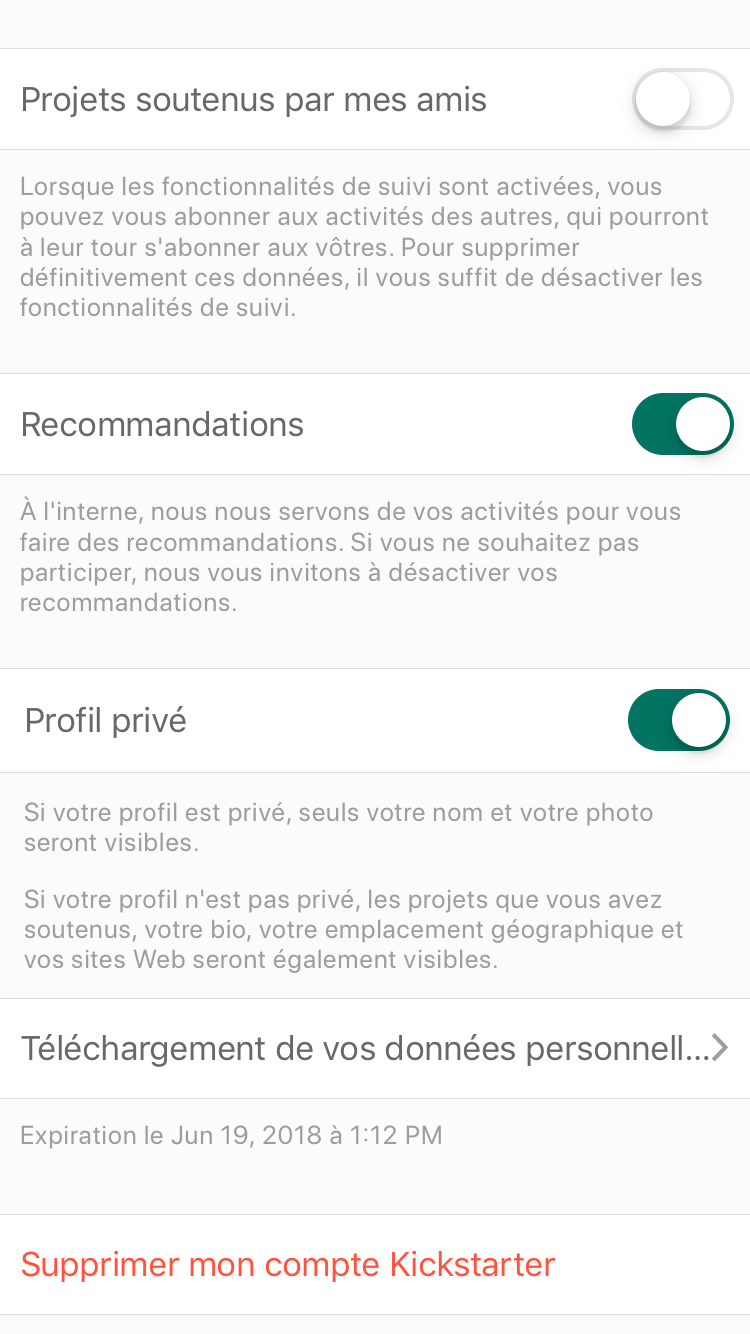 Projets soutenus par mes amis
Lorsque les fonctionnalités de suivi sont activées, vous
pouvez vous abonner aux activités des autres, qui pourront
à leur tour s'abonner aux vôtres. Pour supprimer
définitivement ces données, il vous suffit de désactiver les
fonctionnalités de suivi.
Recommandations
À l'interne, nous nous servons de vos activités pour vous
faire des recommandations. Si vous ne souhaitez pas
participer, nous vous invitons à désactiver vos
recommandations.
Profil privé
Si votre profil est privé, seuls votre nom et votre photo
seront visibles.
Si votre profil n'est pas privé, les projets que vous avez
soutenus, votre bio, votre emplacement géographique et
vos sites Web seront également visibles.
Téléchargement de vos données personnell...
Expiration le Jun 19, 2018 à 1:12 PM
Supprimer mon compte Kickstarter